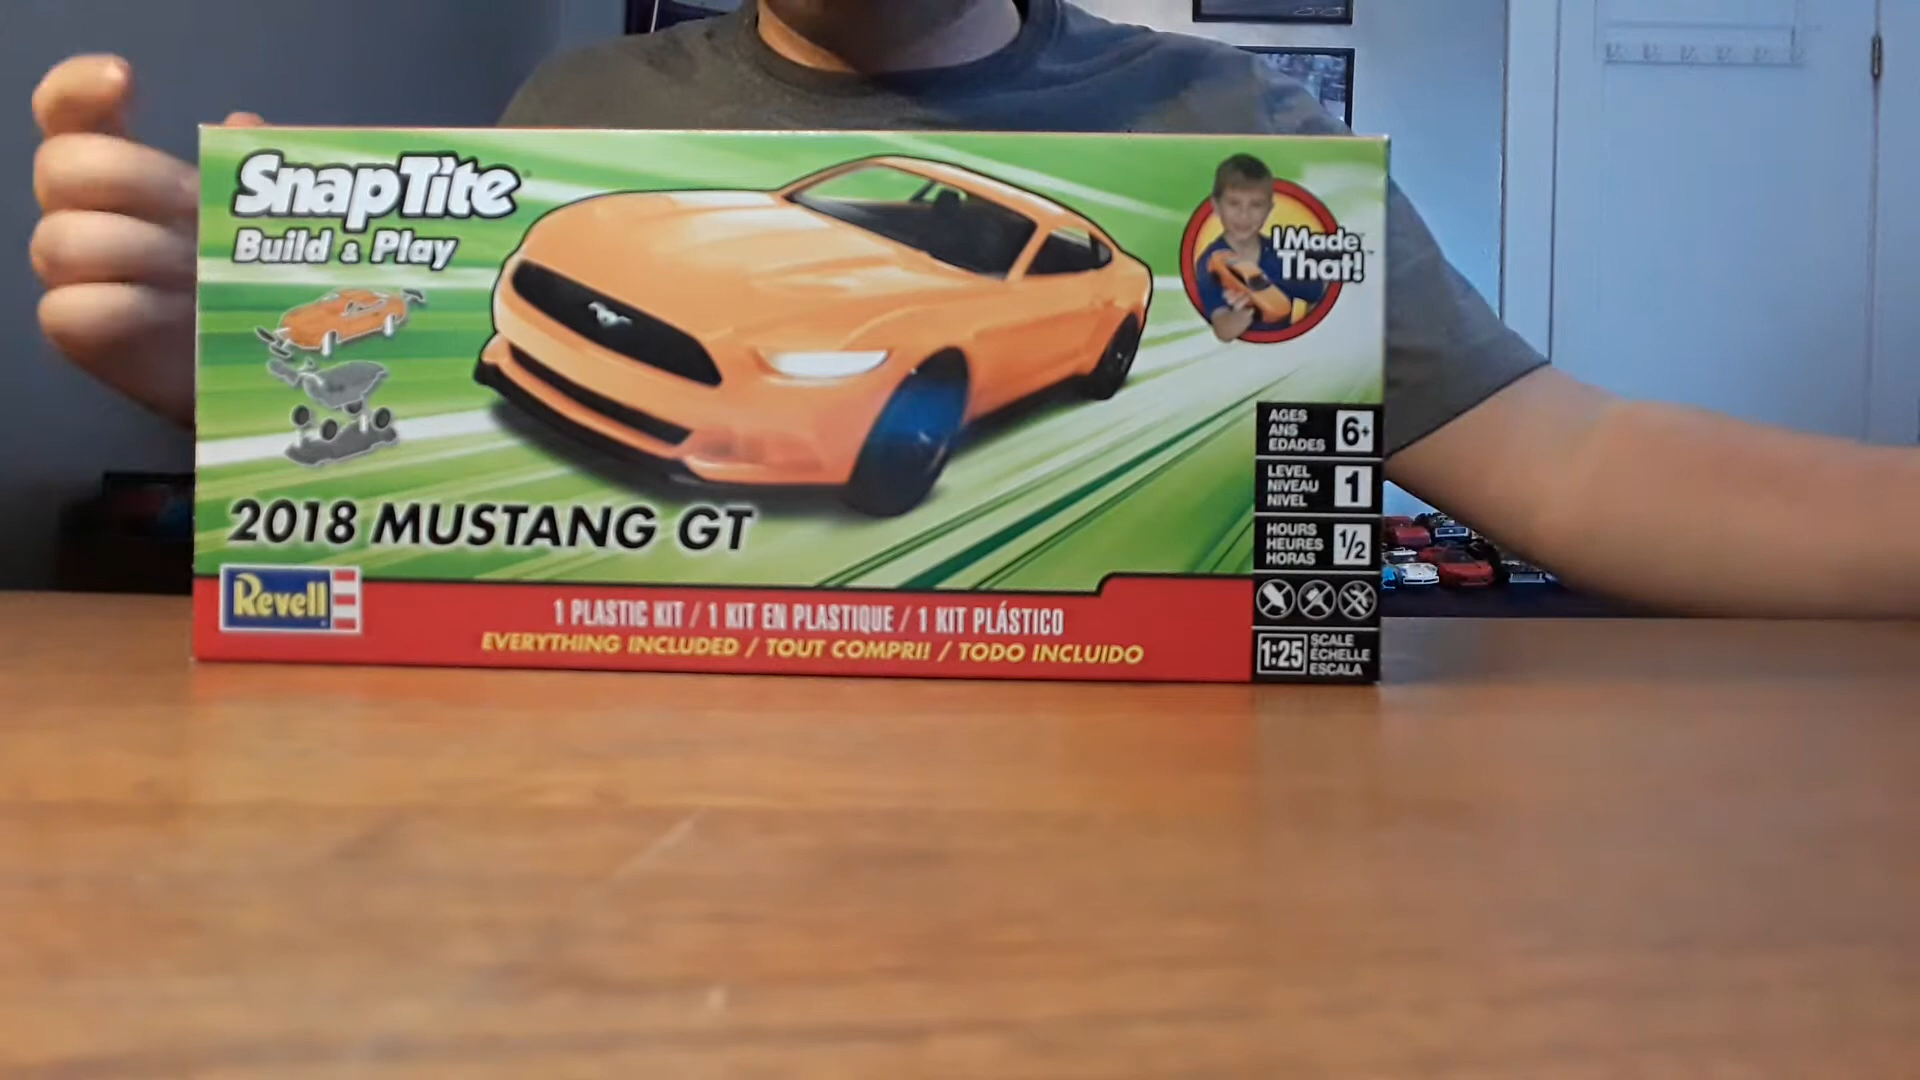 SnapTite
Build & Play
I Made
That!
AGES
ANS
EDADES
6+
LEVEL
NIVEAU
NIVEL
1
HOURS
HEURES
HORAS
1/2
2018 MUSTANG GT
Revell
1 PLASTIC KIT / 1 KIT EN PLASTIQUE / 1 KIT PLÁSTICO
EVERYTHING INCLUDED / TOUT COMPRI! / TODO INCLUIDO
1:25
SCALE
ÉCHELLE
ESCALA